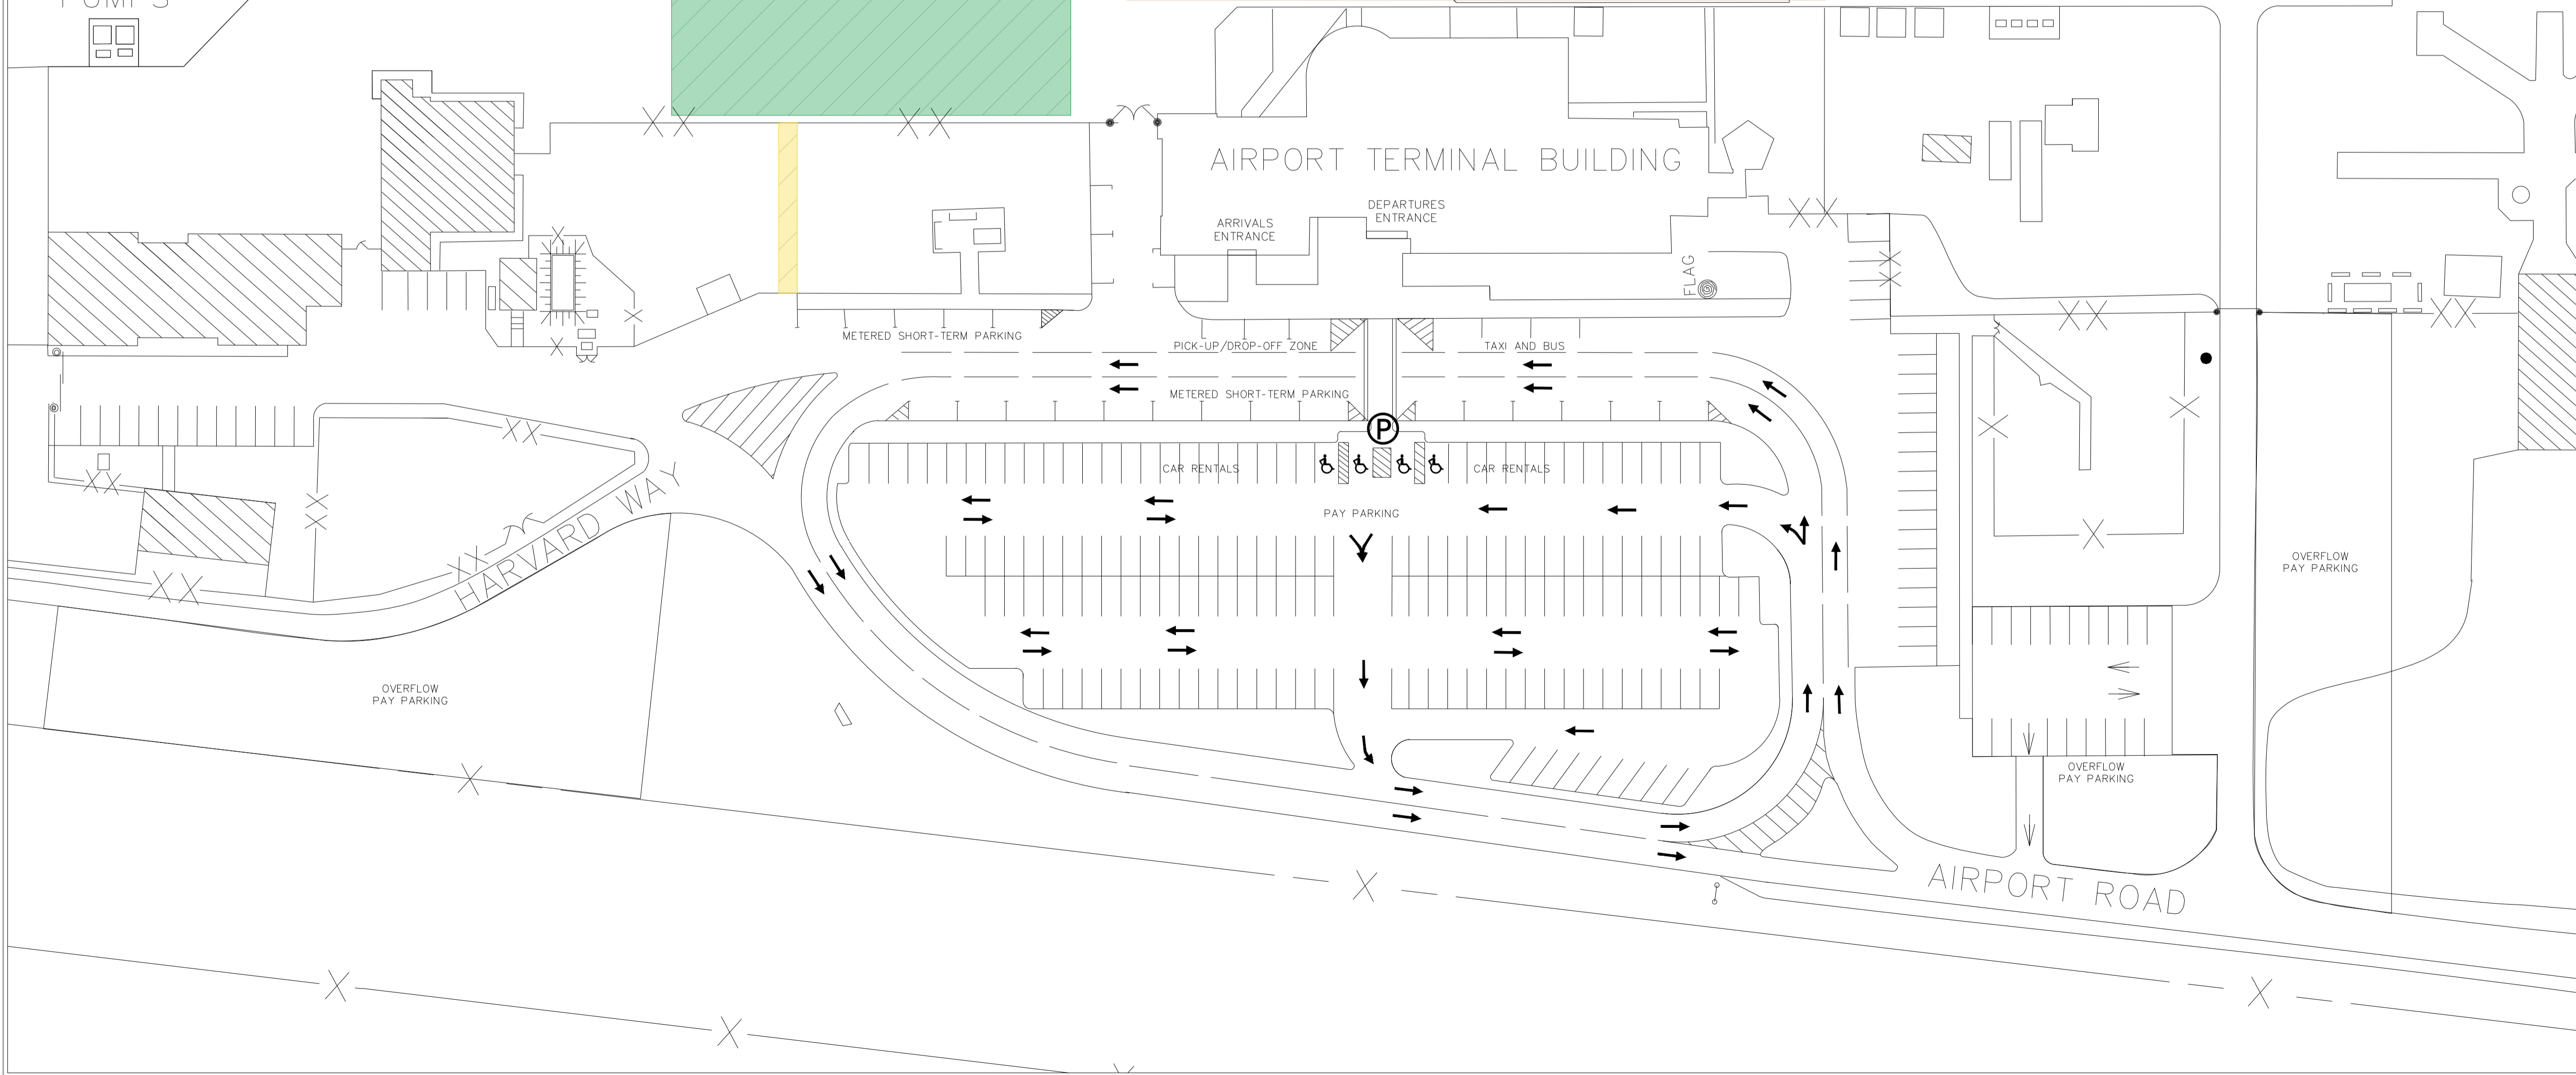 PUMPS
AIRPORT TERMINAL BUILDING
DEPARTURES
ENTRANCE
ARRIVALS
ENTRANCE
FLAG
METERED SHORT-TERM PARKING
PICK-UP/DROP-OFF ZONE
TAXI AND BUS
METERED SHORT-TERM PARKING
P
CAR RENTALS
CAR RENTALS
PAY PARKING
HARVARD WAY
OVERFLOW
PAY PARKING
OVERFLOW
PAY PARKING
OVERFLOW
PAY PARKING
AIRPORT ROAD